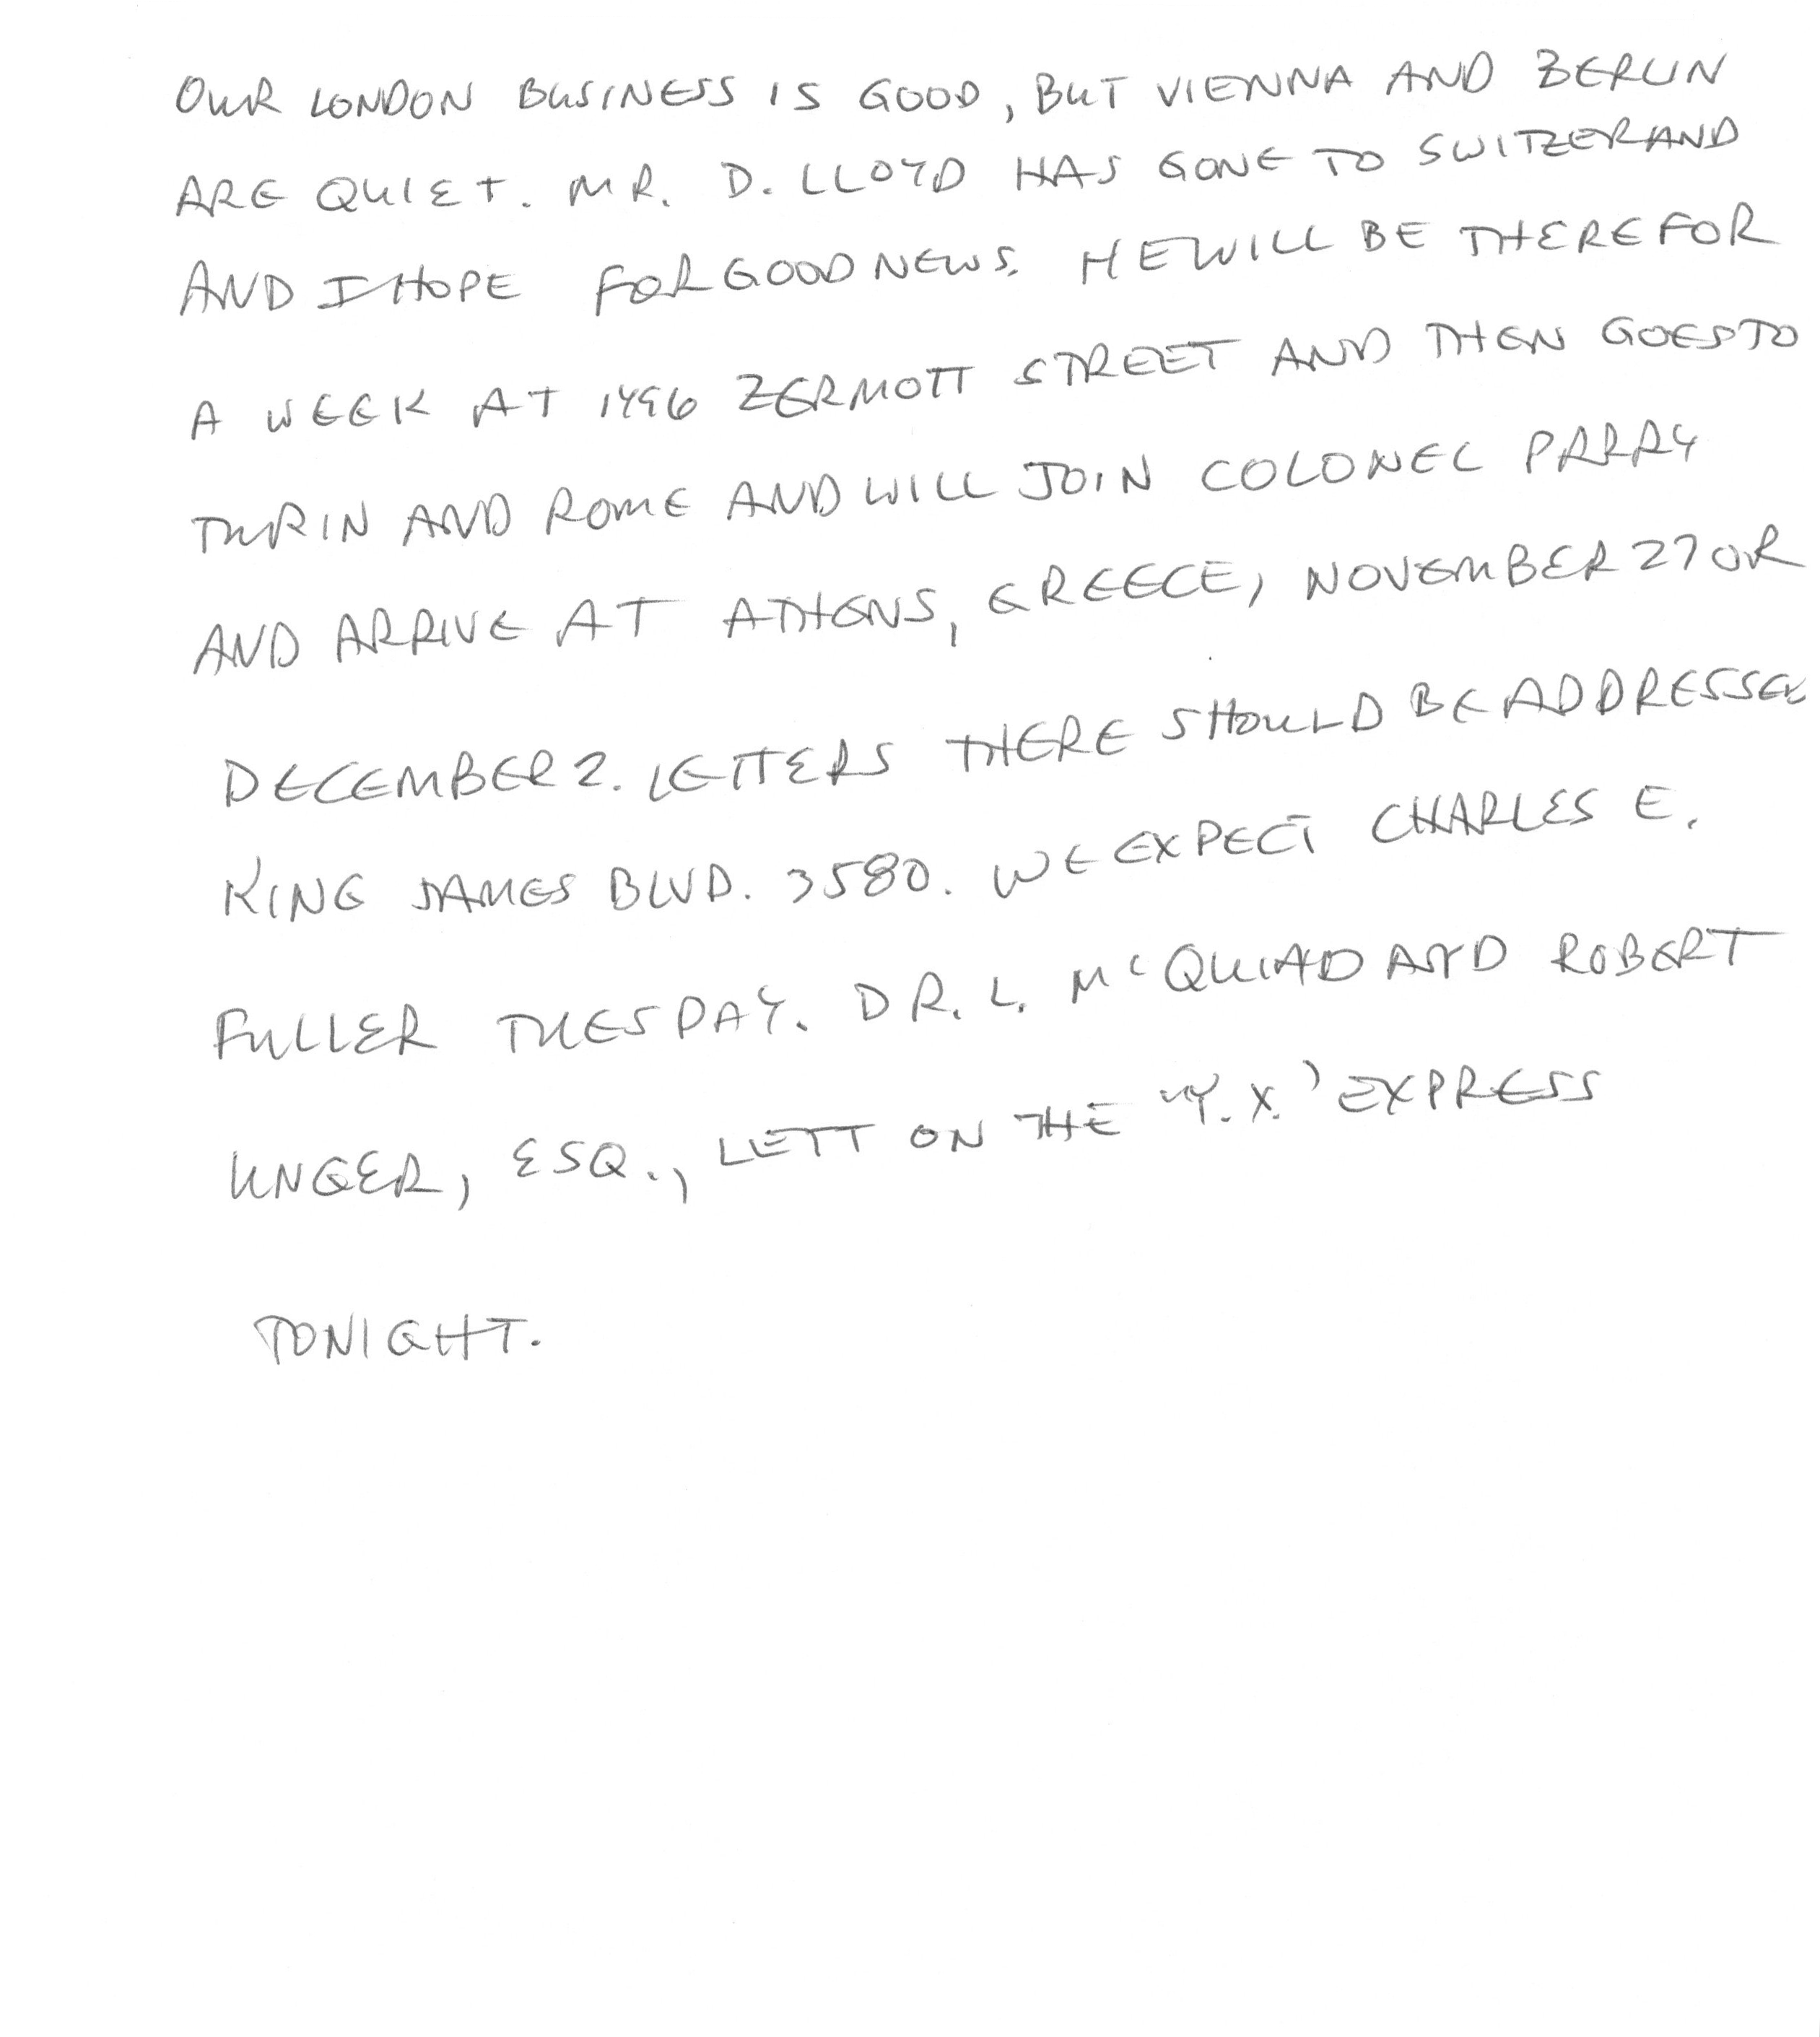 OUR LONDON BUSINESS IS GOOD, BUT VIENNA AND BERLIN
ARE QUIET. MR. D. LLOYD HAS GONE TO SWITZERAND
AND I HOPE FOR GOOD NEWS. HE WILL BE THERE FOR
A WEEK AT 1496 ZERMOTT STREET AND THEN GOES TO
TURIN AND ROME AND WILL JOIN COLONEL PARRY
AND ARRIVE AT ATHENS, GREECE, NOVEMBER 27 OR
DECEMBER 2. LETTERS THERE SHOULD BE ADDRESSED
KING JAMES BLVD. 3580. WE EXPECT CHARLES E.
FULLER TUESDAY. DR. L. McQUIAD AND ROBERT
UNGER, ESQ., LETT ON THE "Y.X.' EXPRESS
TONIGHT.